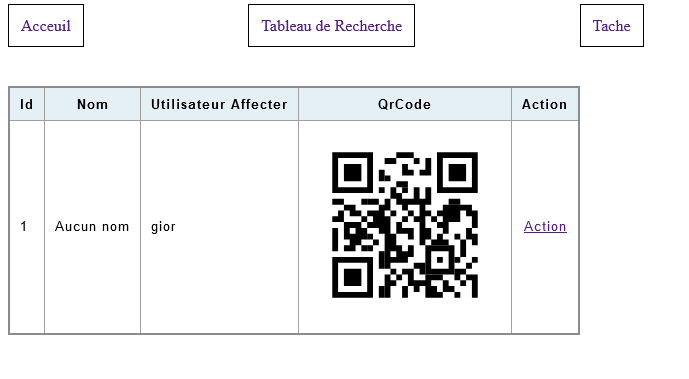 Acceuil Tableau de Recherche Tache
Id Nom Utilisateur Affecter QrCode Action
1 Aucun nom gior Action